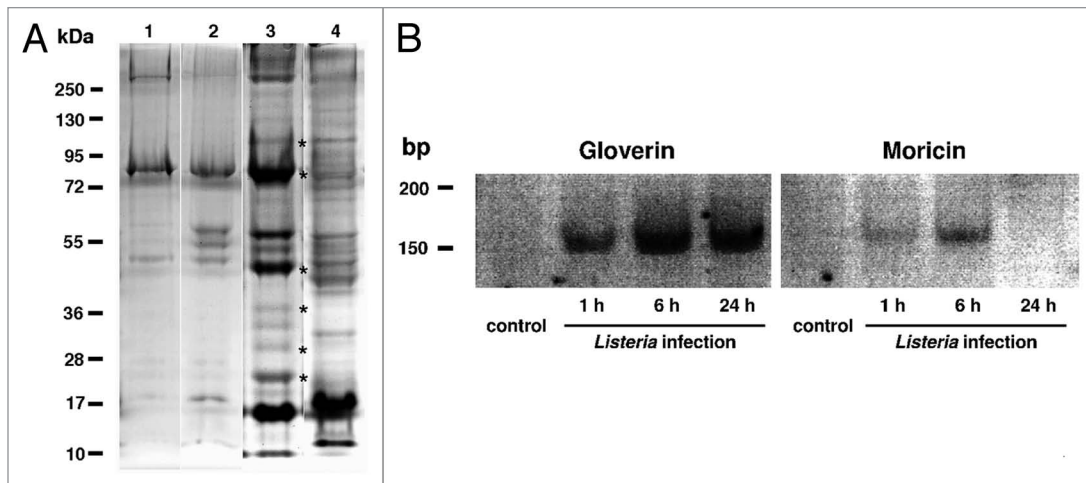 A
kDa
1 2 3 4
250
130
95
72
55
36
28
17
10
*
*
*
*
*
*
B
bp
Gloverin Moricin
200
150
1 h 6 h 24 h 1 h 6 h 24 h
control control
Listeria infection Listeria infection